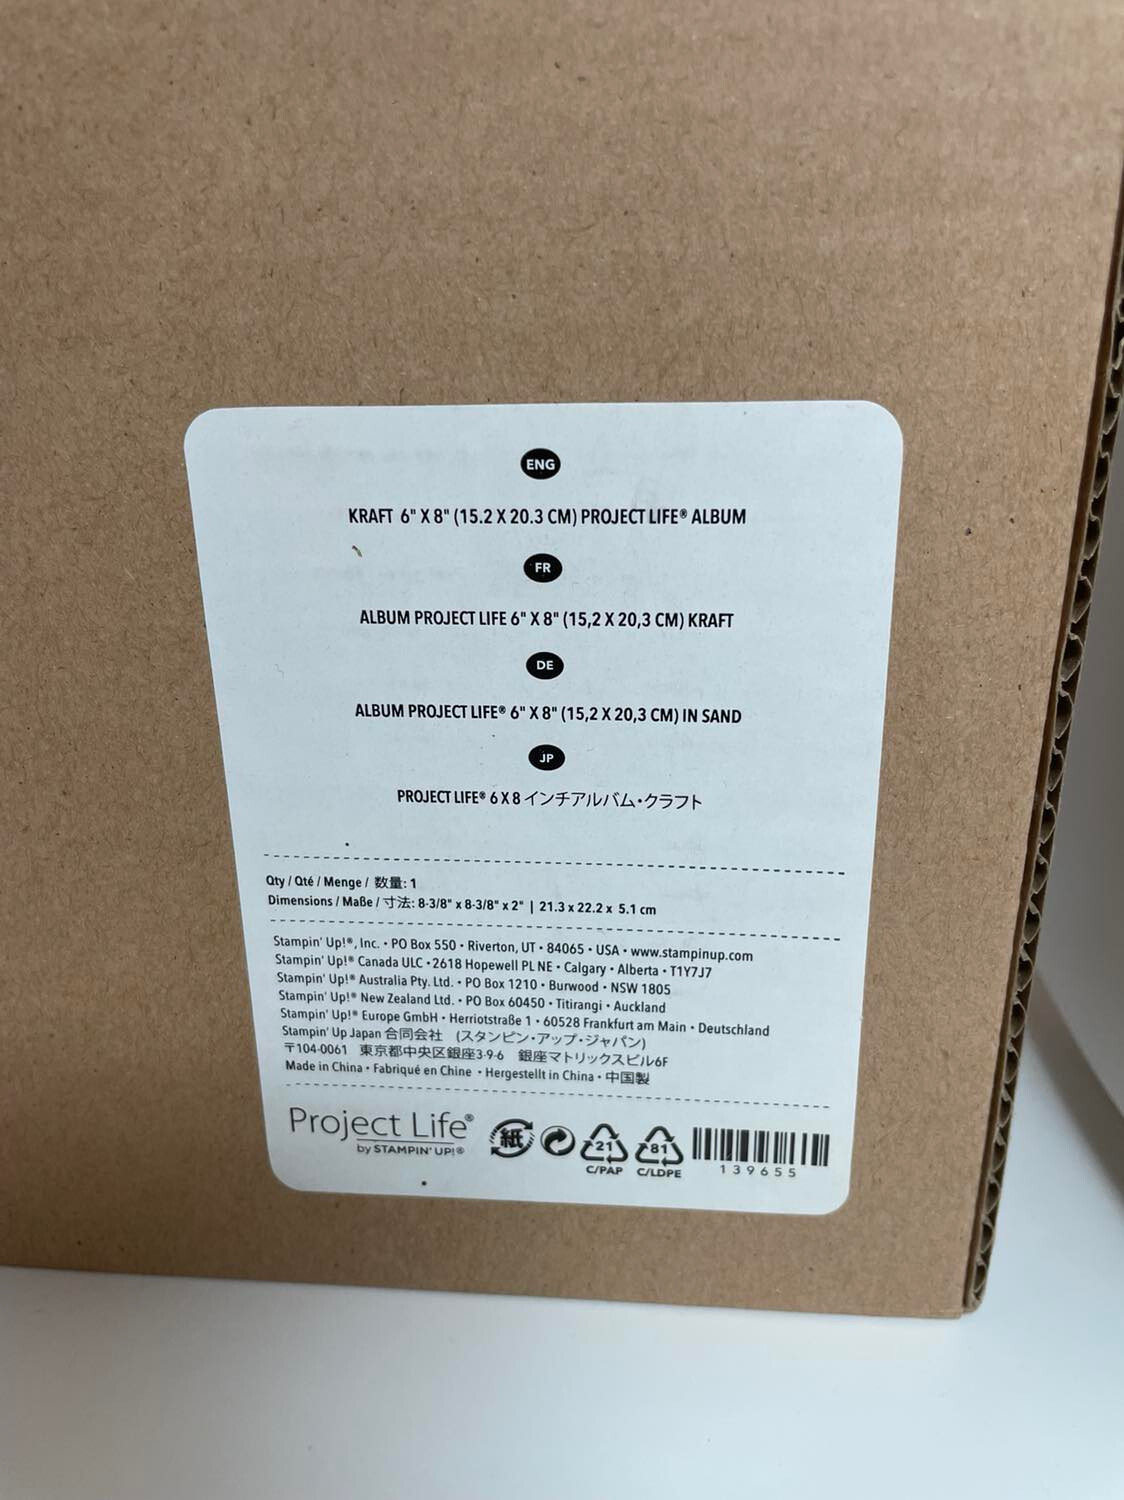 ENG
KRAFT 6" X 8" (15.2 X 20.3 CM) PROJECT LIFE® ALBUM
FR
ALBUM PROJECT LIFE 6" X 8" (15,2 X 20,3 CM) KRAFT
DE
ALBUM PROJECT LIFE® 6" X 8" (15,2 X 20,3 CM) IN SAND
JP
PROJECT LIFE® 6 X 8 インチアルバム・クラフト
Qty / Qté / Menge / 数量: 1
Dimensions / Maße / 寸法: 8-3/8" x 8-3/8" x 2" | 21.3 x 22.2 x 5.1 cm
Stampin' Up!®, Inc. • PO Box 550 • Riverton, UT • 84065 • USA • www.stampinup.com
Stampin' Up!® Canada ULC • 2618 Hopewell PL NE • Calgary • Alberta • T1Y7J7
Stampin' Up!® Australia Pty. Ltd. • PO Box 1210 • Burwood • NSW 1805
Stampin' Up!® New Zealand Ltd. • PO Box 60450 • Titirangi • Auckland
Stampin' Up!® Europe GmbH • Herriotstraße 1 • 60528 Frankfurt am Main • Deutschland
Stampin' Up Japan 合同会社 (スタンピン・アップ・ジャパン)
〒104-0061 東京都中央区銀座3-9-6 銀座マトリックスビル6F
Made in China • Fabriqué en Chine • Hergestellt in China • 中国製
Project Life®
by STAMPIN' UP!®
紙
21
C/PAP
81
C/LDPE
139655